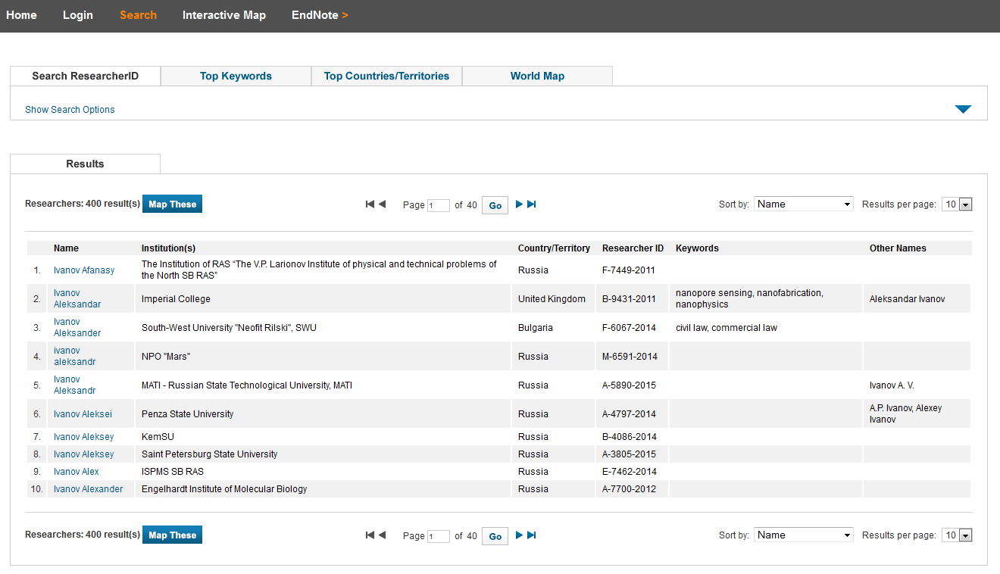 Home Login Search Interactive Map EndNote >
Search ResearcherID Top Keywords Top Countries/Territories World Map
Show Search Options
Results
Researchers: 400 result(s) Map These Page 1 of 40 Go Sort by: Name Results per page: 10
Name Institution(s) Country/Territory Researcher ID Keywords Other Names
1. Ivanov Afanasy The Institution of RAS “The V.P. Larionov Institute of physical and technical problems of
the North SB RAS” Russia F-7449-2011
2. Ivanov
Aleksandar Imperial College United Kingdom B-9431-2011 nanopore sensing, nanofabrication,
nanophysics Aleksandar Ivanov
3. Ivanov
Aleksander South-West University "Neofit Rilski", SWU Bulgaria F-6067-2014 civil law, commercial law
4. ivanov
aleksandr NPO "Mars" Russia M-6591-2014
5. Ivanov
Aleksandr MATI - Russian State Technological University, MATI Russia A-5890-2015 Ivanov A. V.
6. Ivanov Aleksei Penza State University Russia A-4797-2014 A.P. Ivanov, Alexey
Ivanov
7. Ivanov Aleksey KemSU Russia B-4086-2014
8. Ivanov Aleksey Saint Petersburg State University Russia A-3805-2015
9. Ivanov Alex ISPMS SB RAS Russia E-7462-2014
10. Ivanov Alexander Engelhardt Institute of Molecular Biology Russia A-7700-2012
Researchers: 400 result(s) Map These Page 1 of 40 Go Sort by: Name Results per page: 10